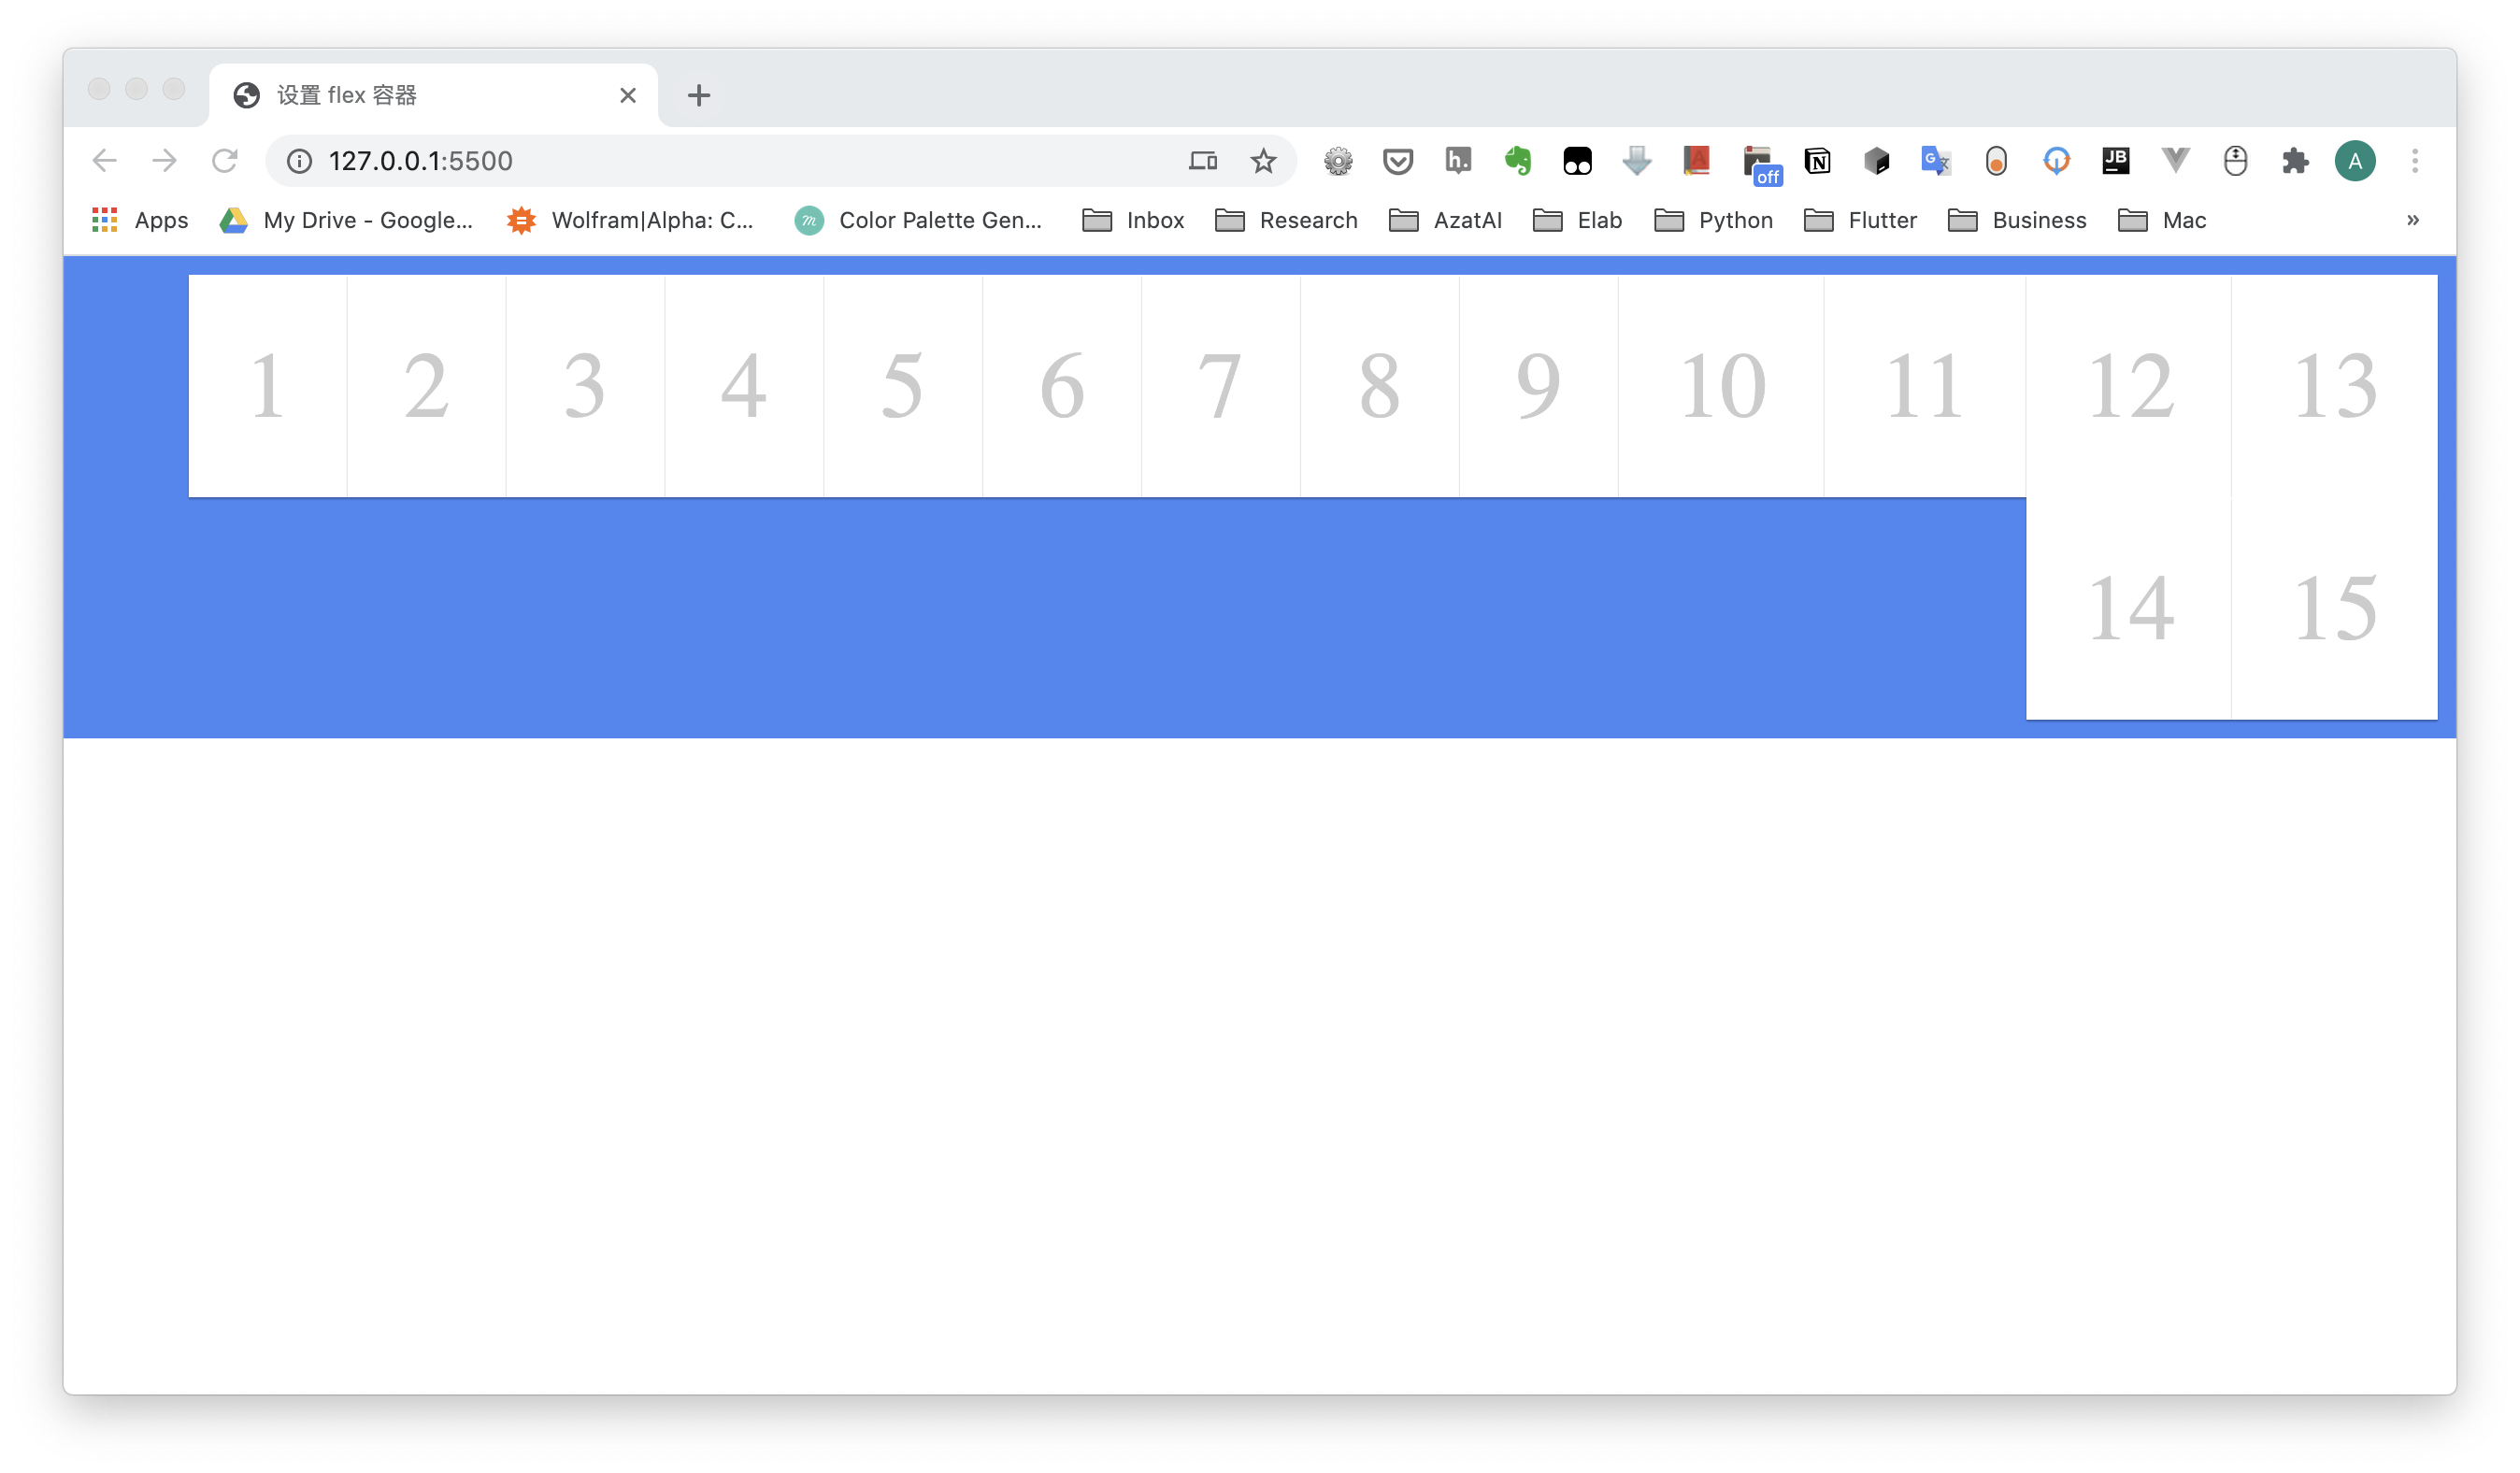 设置 flex 容器
127.0.0.1:5500
h. A off N G 文 JB A
Apps My Drive - Google... Wolfram|Alpha: C... m Color Palette Gen... Inbox Research AzatAI Elab Python Flutter Business Mac »
1 2 3 4 5 6 7 8 9 10 11 12 13
14 15